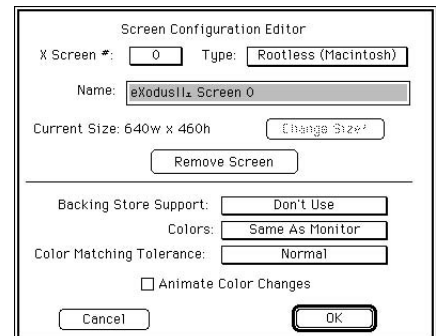 Screen Configuration Editor
X Screen #: 0 Type: Rootless (Macintosh)
Name: eXodusII Screen 0
Current Size: 640w x 460h Change Size
Remove Screen
Backing Store Support: Don't Use
Colors: Same As Monitor
Color Matching Tolerance: Normal
Animate Color Changes
Cancel OK